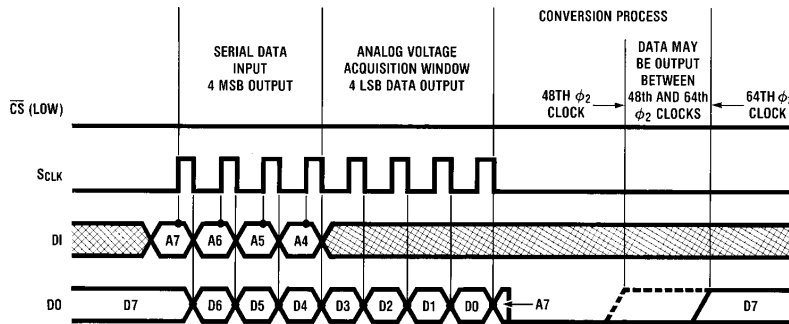 CONVERSION PROCESS
SERIAL DATA
INPUT
4 MSB OUTPUT
ANALOG VOLTAGE
ACQUISITION WINDOW
4 LSB DATA OUTPUT
48TH ϕ2
CLOCK
DATA MAY
BE OUTPUT
BETWEEN
48th AND 64th
ϕ2 CLOCKS
64TH ϕ2
CLOCK
CS (LOW)
SCLK
DI A7 A6 A5 A4
DO D7 D6 D5 D4 D3 D2 D1 D0 A7 D7